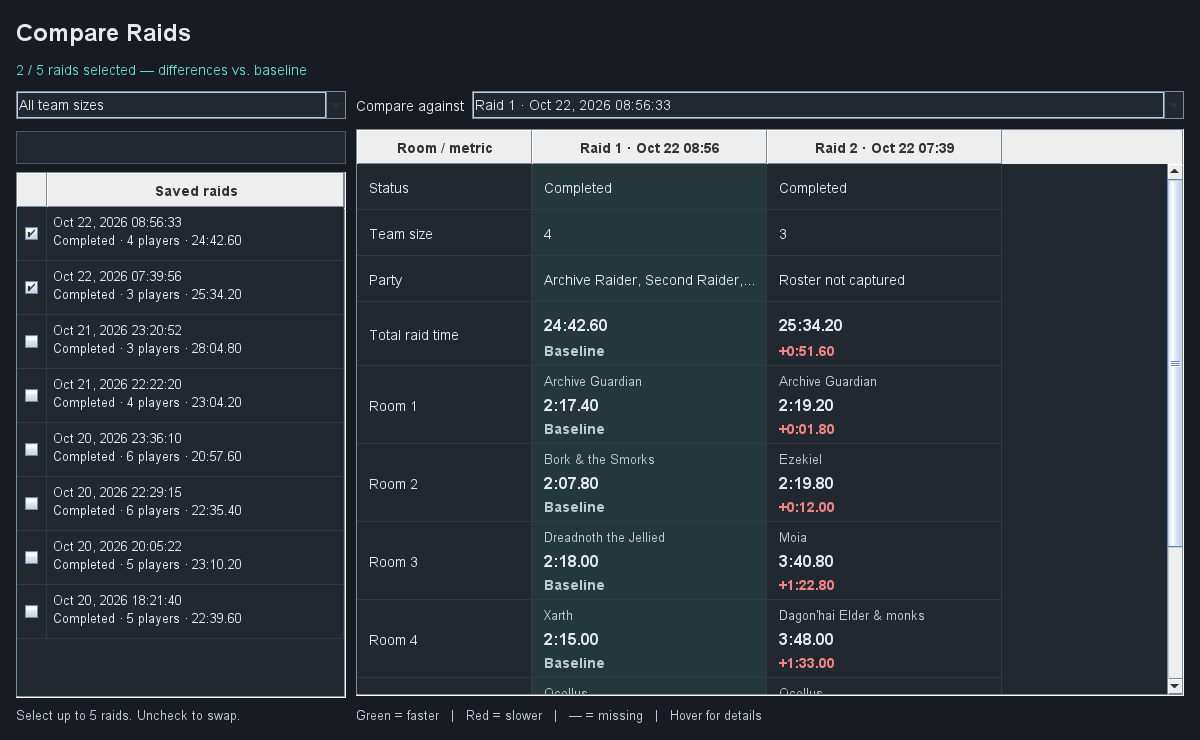 Compare Raids
2 / 5 raids selected — differences vs. baseline
All team sizes
Compare against
Raid 1 · Oct 22, 2026 08:56:33
Saved raids
Oct 22, 2026 08:56:33
Completed · 4 players · 24:42.60
Oct 22, 2026 07:39:56
Completed · 3 players · 25:34.20
Oct 21, 2026 23:20:52
Completed · 3 players · 28:04.80
Oct 21, 2026 22:22:20
Completed · 4 players · 23:04.20
Oct 20, 2026 23:36:10
Completed · 6 players · 20:57.60
Oct 20, 2026 22:29:15
Completed · 6 players · 22:35.40
Oct 20, 2026 20:05:22
Completed · 5 players · 23:10.20
Oct 20, 2026 18:21:40
Completed · 5 players · 22:39.60
Select up to 5 raids. Uncheck to swap.
Room / metric
Raid 1 · Oct 22 08:56
Raid 2 · Oct 22 07:39
Status
Completed
Completed
Team size
4
3
Party
Archive Raider, Second Raider,...
Roster not captured
Total raid time
24:42.60
Baseline
25:34.20
+0:51.60
Room 1
Archive Guardian
2:17.40
Baseline
Archive Guardian
2:19.20
+0:01.80
Room 2
Bork & the Smorks
2:07.80
Baseline
Ezekiel
2:19.80
+0:12.00
Room 3
Dreadnoth the Jellied
2:18.00
Baseline
Moia
3:40.80
+1:22.80
Room 4
Xarth
2:15.00
Baseline
Dagon'hai Elder & monks
3:48.00
+1:33.00
Ocellus
Ocellus
Green = faster | Red = slower | — = missing | Hover for details